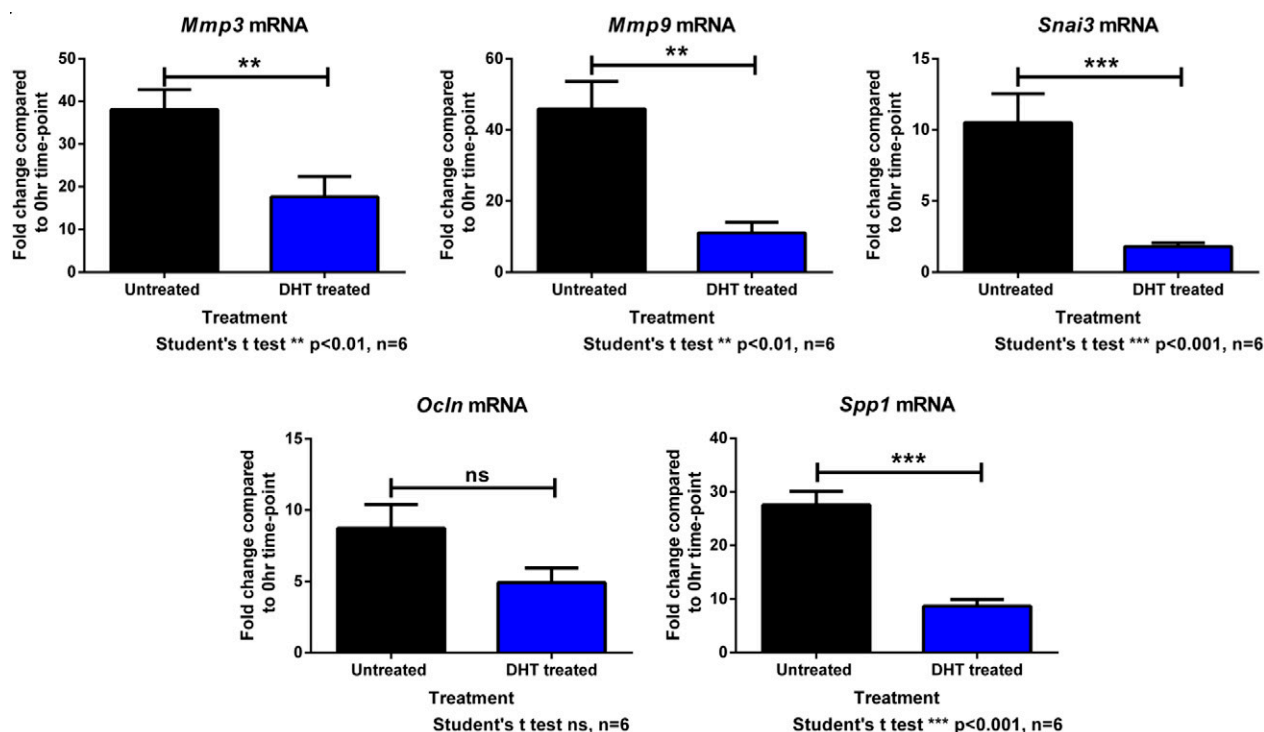 Mmp3 mRNA
Fold change compared
to 0hr time-point
50
40
30
20
10
0
**
Untreated
DHT treated
Treatment
Student's t test ** p<0.01, n=6
Mmp9 mRNA
Fold change compared
to 0hr time-point
60
40
20
0
**
Untreated
DHT treated
Treatment
Student's t test ** p<0.01, n=6
Snai3 mRNA
Fold change compared
to 0hr time-point
15
10
5
0
***
Untreated
DHT treated
Treatment
Student's t test *** p<0.001, n=6
Ocln mRNA
Fold change compared
to 0hr time-point
15
10
5
0
ns
Untreated
DHT treated
Treatment
Student's t test ns, n=6
Spp1 mRNA
Fold change compared
to 0hr time-point
40
30
20
10
0
***
Untreated
DHT treated
Treatment
Student's t test *** p<0.001, n=6